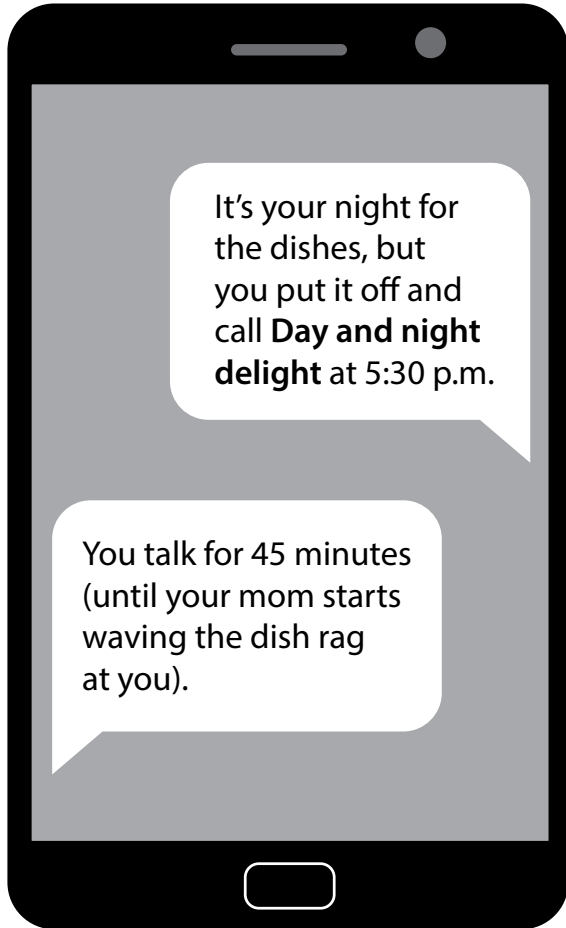 It’s your night for
the dishes, but
you put it off and
call Day and night
delight at 5:30 p.m.
You talk for 45 minutes
(until your mom starts
waving the dish rag
at you).